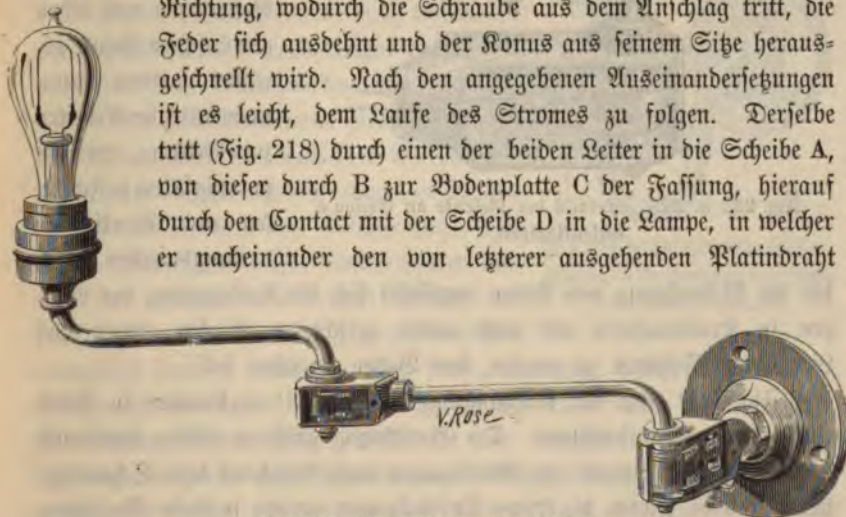 Richtung, wodurch die Schraube aus dem Anschlag tritt, die
Feder sich ausdehnt und der Konus aus seinem Sitze heraus=
geschnellt wird. Nach den angegebenen Auseinandersetzungen
ist es leicht, dem Laufe des Stromes zu folgen. Derselbe
tritt (Fig. 218) durch einen der beiden Leiter in die Scheibe A,
von dieser durch B zur Bodenplatte C der Fassung, hierauf
durch den Contact mit der Scheibe D in die Lampe, in welcher
er nacheinander den von letzterer ausgehenden Platindraht
V. Rose